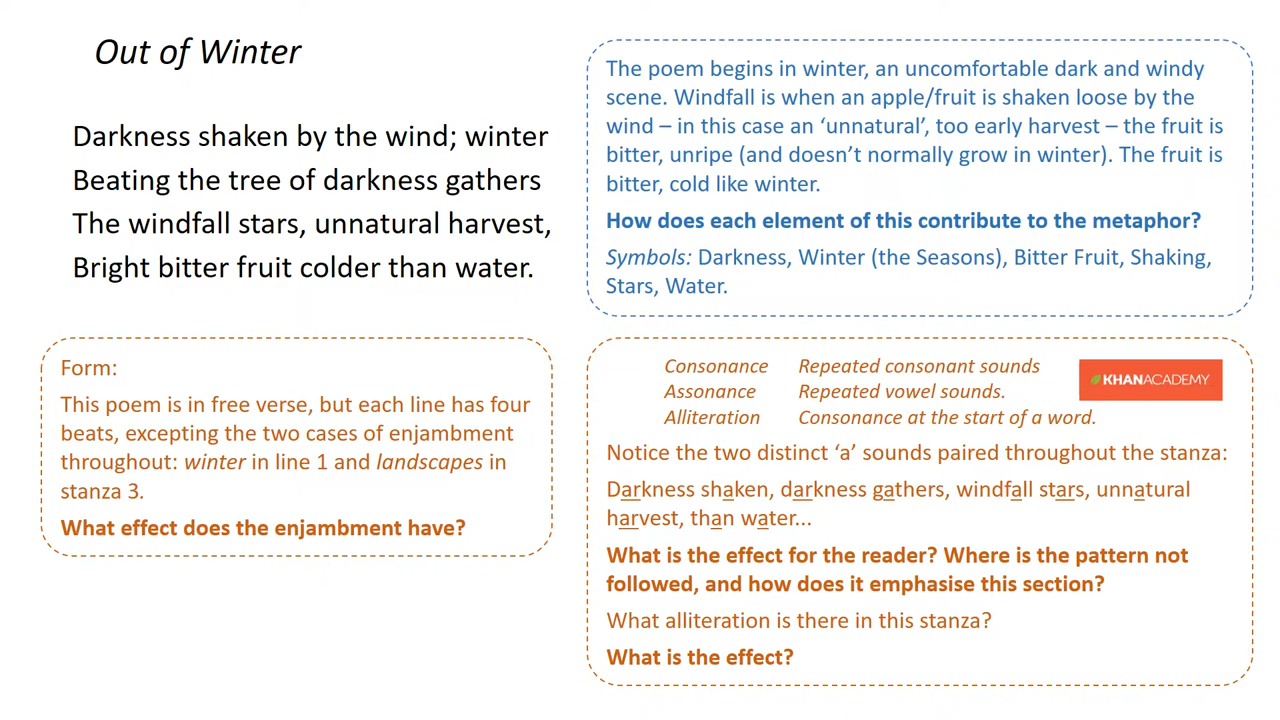 Out of Winter
Darkness shaken by the wind; winter
Beating the tree of darkness gathers
The windfall stars, unnatural harvest,
Bright bitter fruit colder than water.
The poem begins in winter, an uncomfortable dark and windy
scene. Windfall is when an apple/fruit is shaken loose by the
wind – in this case an ‘unnatural’, too early harvest – the fruit is
bitter, unripe (and doesn’t normally grow in winter). The fruit is
bitter, cold like winter.
How does each element of this contribute to the metaphor?
Symbols: Darkness, Winter (the Seasons), Bitter Fruit, Shaking,
Stars, Water.
Form:
This poem is in free verse, but each line has four
beats, excepting the two cases of enjambment
throughout: winter in line 1 and landscapes in
stanza 3.
What effect does the enjambment have?
Consonance Repeated consonant sounds
Assonance Repeated vowel sounds.
Alliteration Consonance at the start of a word.
KHANACADEMY
Notice the two distinct ‘a’ sounds paired throughout the stanza:
Darkness shaken, darkness gathers, windfall stars, unnatural
harvest, than water...
What is the effect for the reader? Where is the pattern not
followed, and how does it emphasise this section?
What alliteration is there in this stanza?
What is the effect?